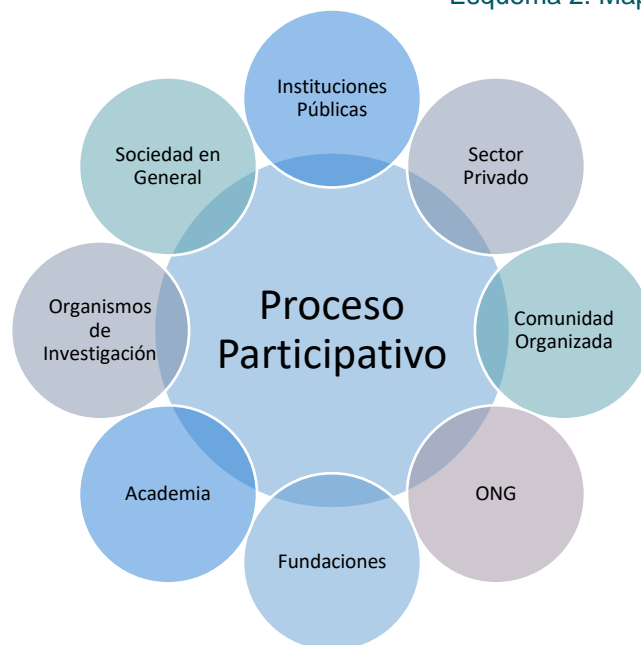 Esquema 2. Map
Instituciones
Públicas
Sector
Privado
Comunidad
Organizada
ONG
Fundaciones
Academia
Organismos
de
Investigación
Sociedad en
General
Proceso
Participativo